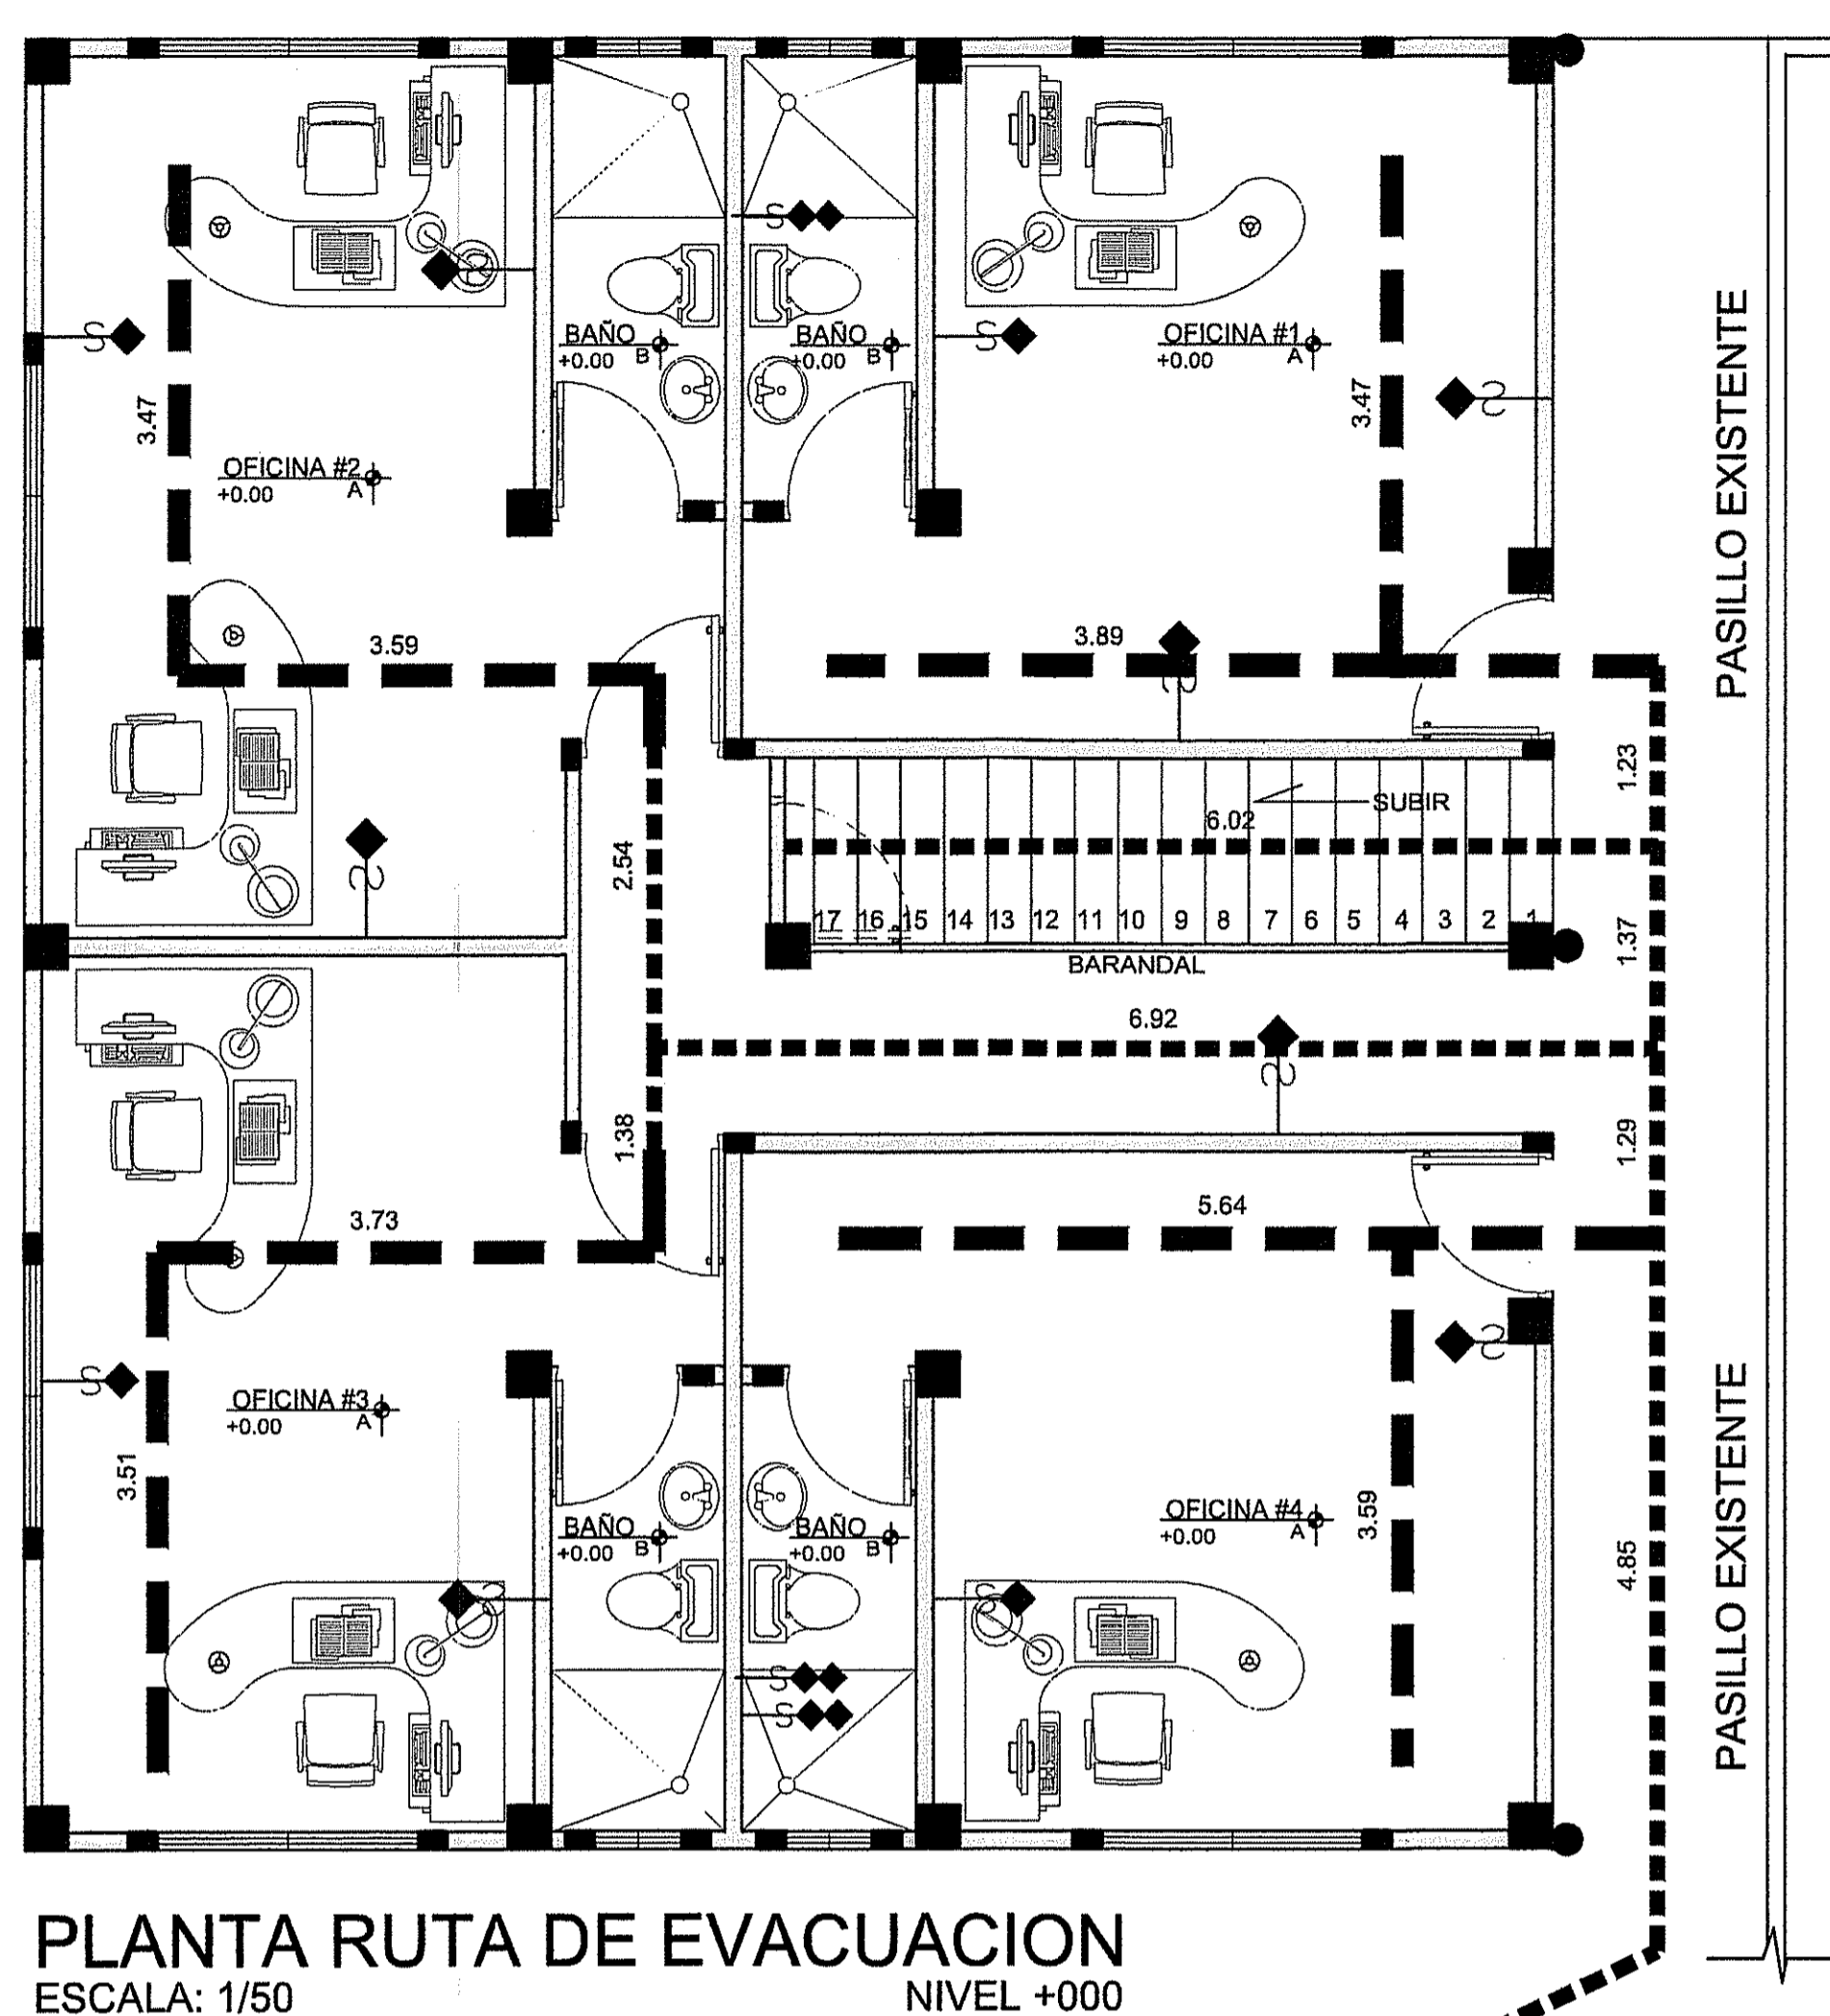 BAÑO
+0.00 B
BAÑO
+0.00 B
OFICINA #1
+0.00 A
PASILLO EXISTENTE
3.47
3.47
OFICINA #2
+0.00 A
3.59
3.89
1.23
SUBIR
6.02
2.54
17 16 15 14 13 12 11 10 9 8 7 6 5 4 3 2 1
BARANDAL
1.37
6.92
1.38
1.29
3.73
5.64
OFICINA #3
+0.00 A
3.51
BAÑO
+0.00 B
BAÑO
+0.00 B
OFICINA #4
+0.00 A
3.59
4.85
PASILLO EXISTENTE
S
S
S
S
S
S
S
S
S
S
S
S
S
S
PLANTA RUTA DE EVACUACION
ESCALA: 1/50
NIVEL +000